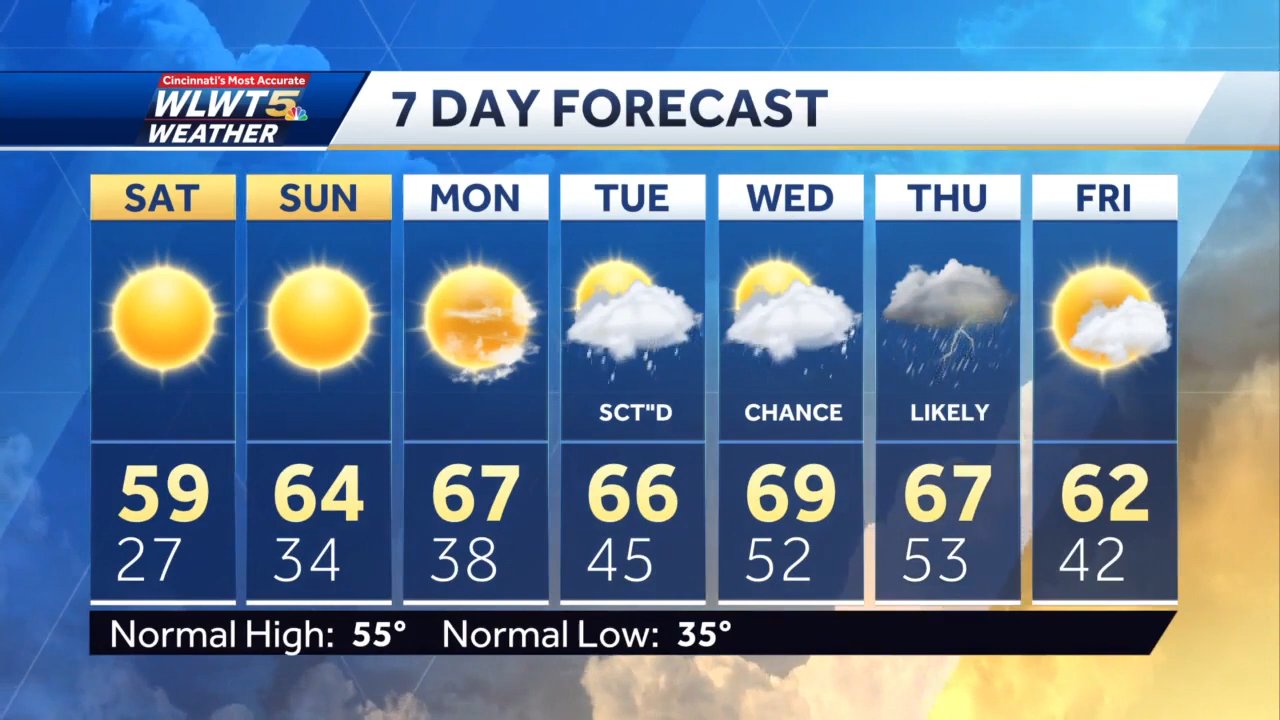 Cincinnati's Most Accurate
WLWT5
WEATHER
7 DAY FORECAST
SAT SUN MON TUE WED THU FRI
SCT"D CHANCE LIKELY
59 64 67 66 69 67 62
27 34 38 45 52 53 42
Normal High: 55° Normal Low: 35°